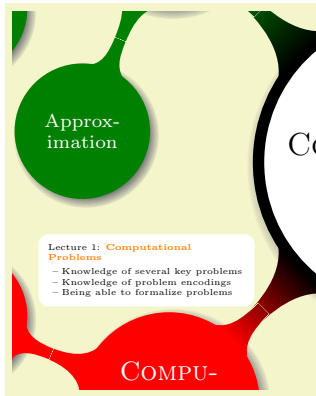 Approx-
imation
Co
Lecture 1: Computational
Problems
– Knowledge of several key problems
– Knowledge of problem encodings
– Being able to formalize problems
COMPU-